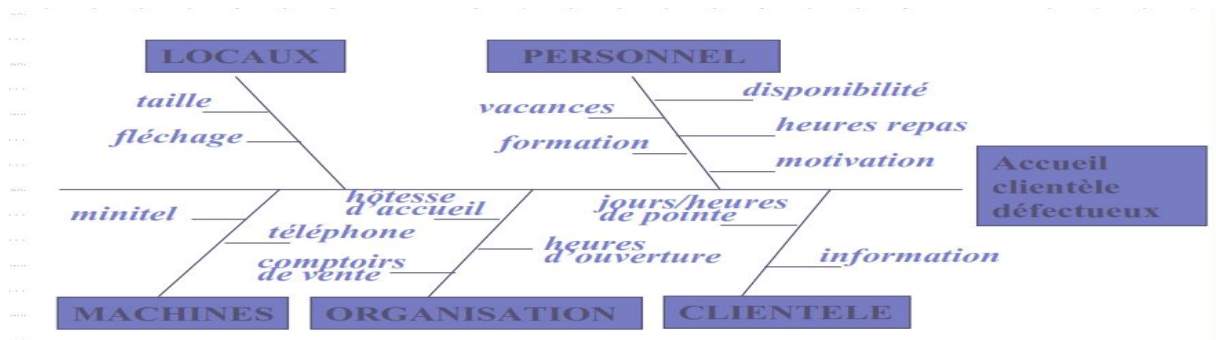 LOCAUX
PERSONNEL
taille
fléchage
vacances
formation
disponibilité
heures repas
motivation
Accueil
clientèle
défectueux
minitel
téléphone
hôtesse
d'accueil
comptoirs
de vente
heures
d'ouverture
jours/heures
de pointe
information
MACHINES
ORGANISATION
CLIENTELE